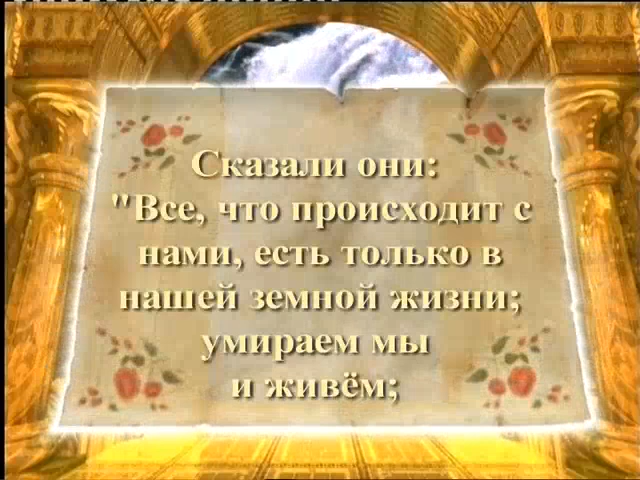 Сказали они:
"Все, что происходит с
нами, есть только в
нашей земной жизни;
умираем мы
и живём;